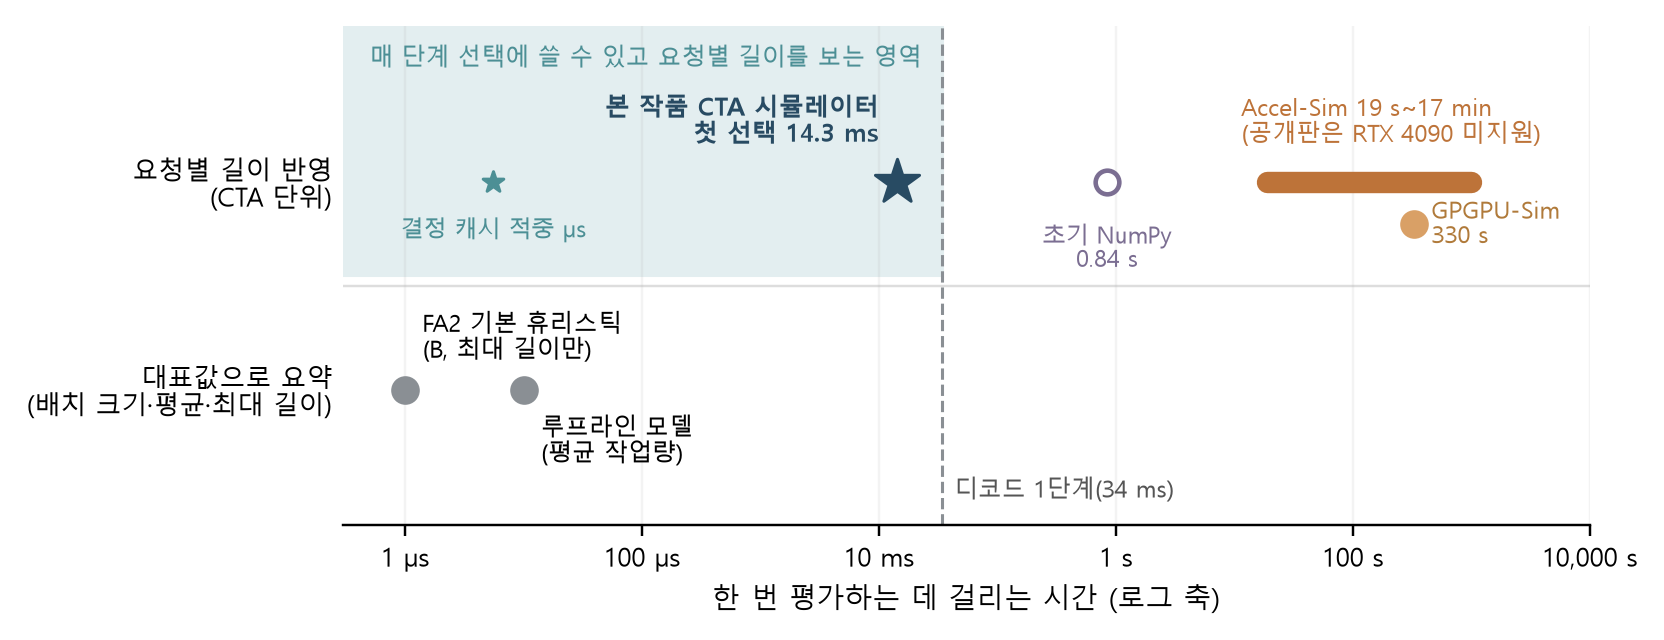 매 단계 선택에 쓸 수 있고 요청별 길이를 보는 영역
본 작품 CTA 시뮬레이터
첫 선택 14.3 ms
Accel-Sim 19 s~17 min
(공개판은 RTX 4090 미지원)
요청별 길이 반영
(CTA 단위)
결정 캐시 적중 µs
초기 NumPy
0.84 s
GPGPU-Sim
330 s
FA2 기본 휴리스틱
(B, 최대 길이만)
대표값으로 요약
(배치 크기·평균·최대 길이)
루프라인 모델
(평균 작업량)
디코드 1단계(34 ms)
1 µs
100 µs
10 ms
1 s
100 s
10,000 s
한 번 평가하는 데 걸리는 시간 (로그 축)